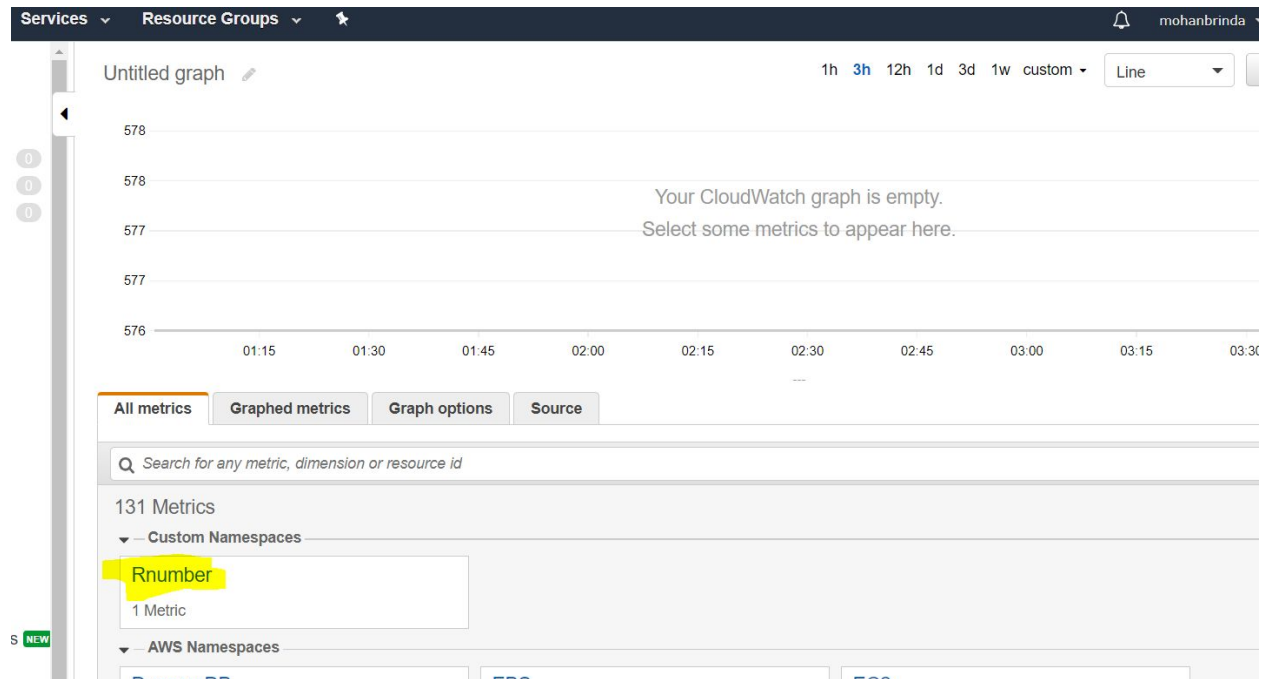 Services Resource Groups mohanbrinda
Untitled graph 1h 3h 12h 1d 3d 1w custom Line
578
0
0 578
Your CloudWatch graph is empty.
0
577 Select some metrics to appear here.
577
576
01:15 01:30 01:45 02:00 02:15 02:30 02:45 03:00 03:15 03:30
---
All metrics Graphed metrics Graph options Source
Search for any metric, dimension or resource id
131 Metrics
Custom Namespaces
Rnumber
1 Metric
s NEW
AWS Namespaces